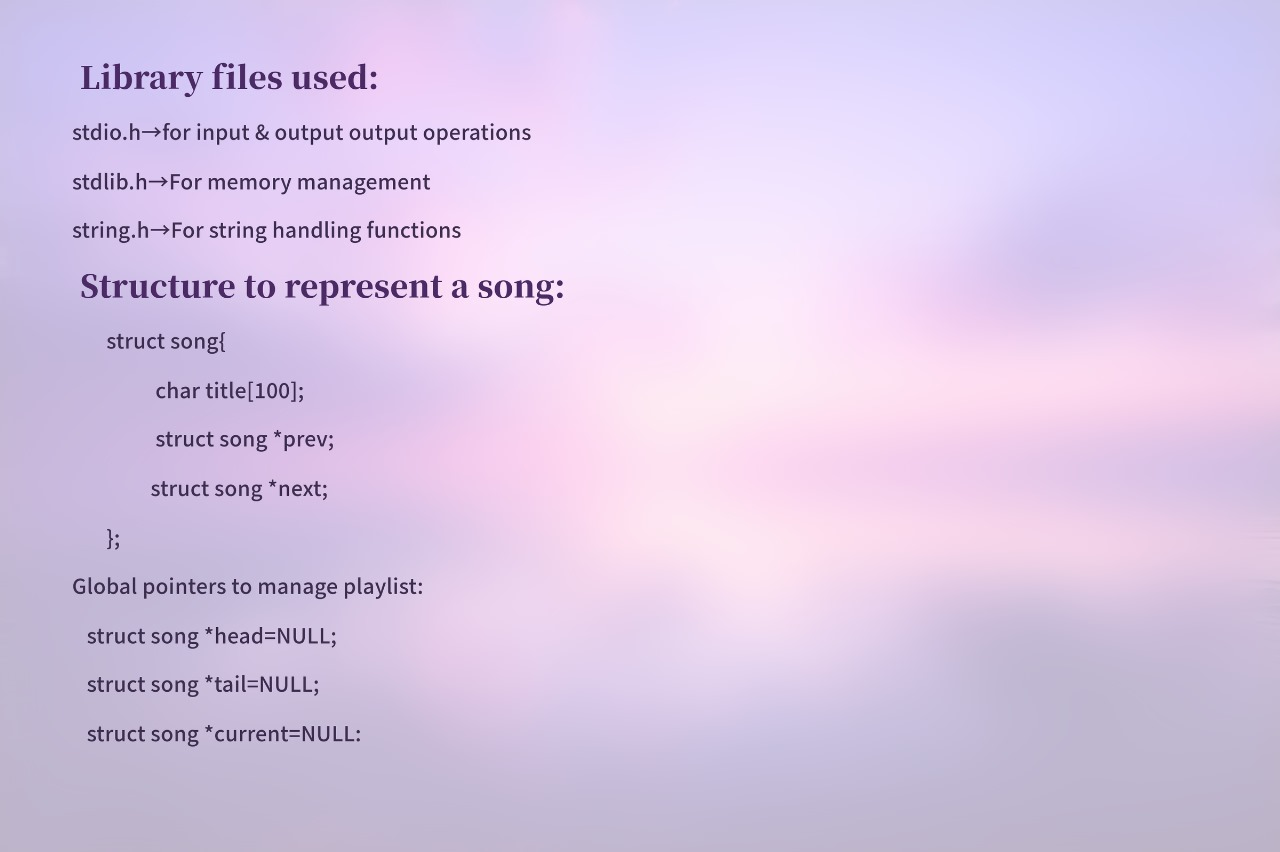 Library files used:
stdio.h→for input & output output operations
stdlib.h→For memory management
string.h→For string handling functions
Structure to represent a song:
struct song{
char title[100];
struct song *prev;
struct song *next;
};
Global pointers to manage playlist:
struct song *head=NULL;
struct song *tail=NULL;
struct song *current=NULL: